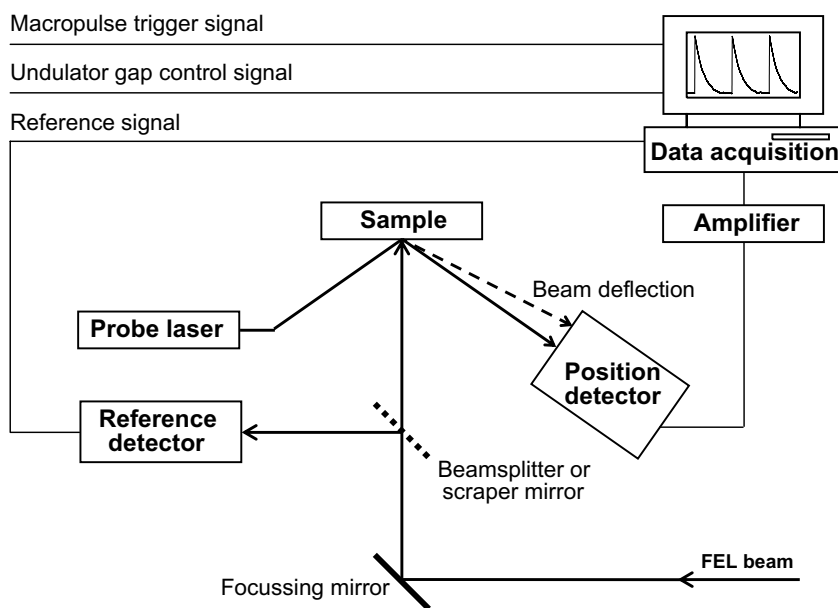 Macropulse trigger signal
Undulator gap control signal
Reference signal
Data acquisition
Sample
Amplifier
Beam deflection
Probe laser
Position
detector
Reference
detector
Beamsplitter or
scraper mirror
FEL beam
Focussing mirror